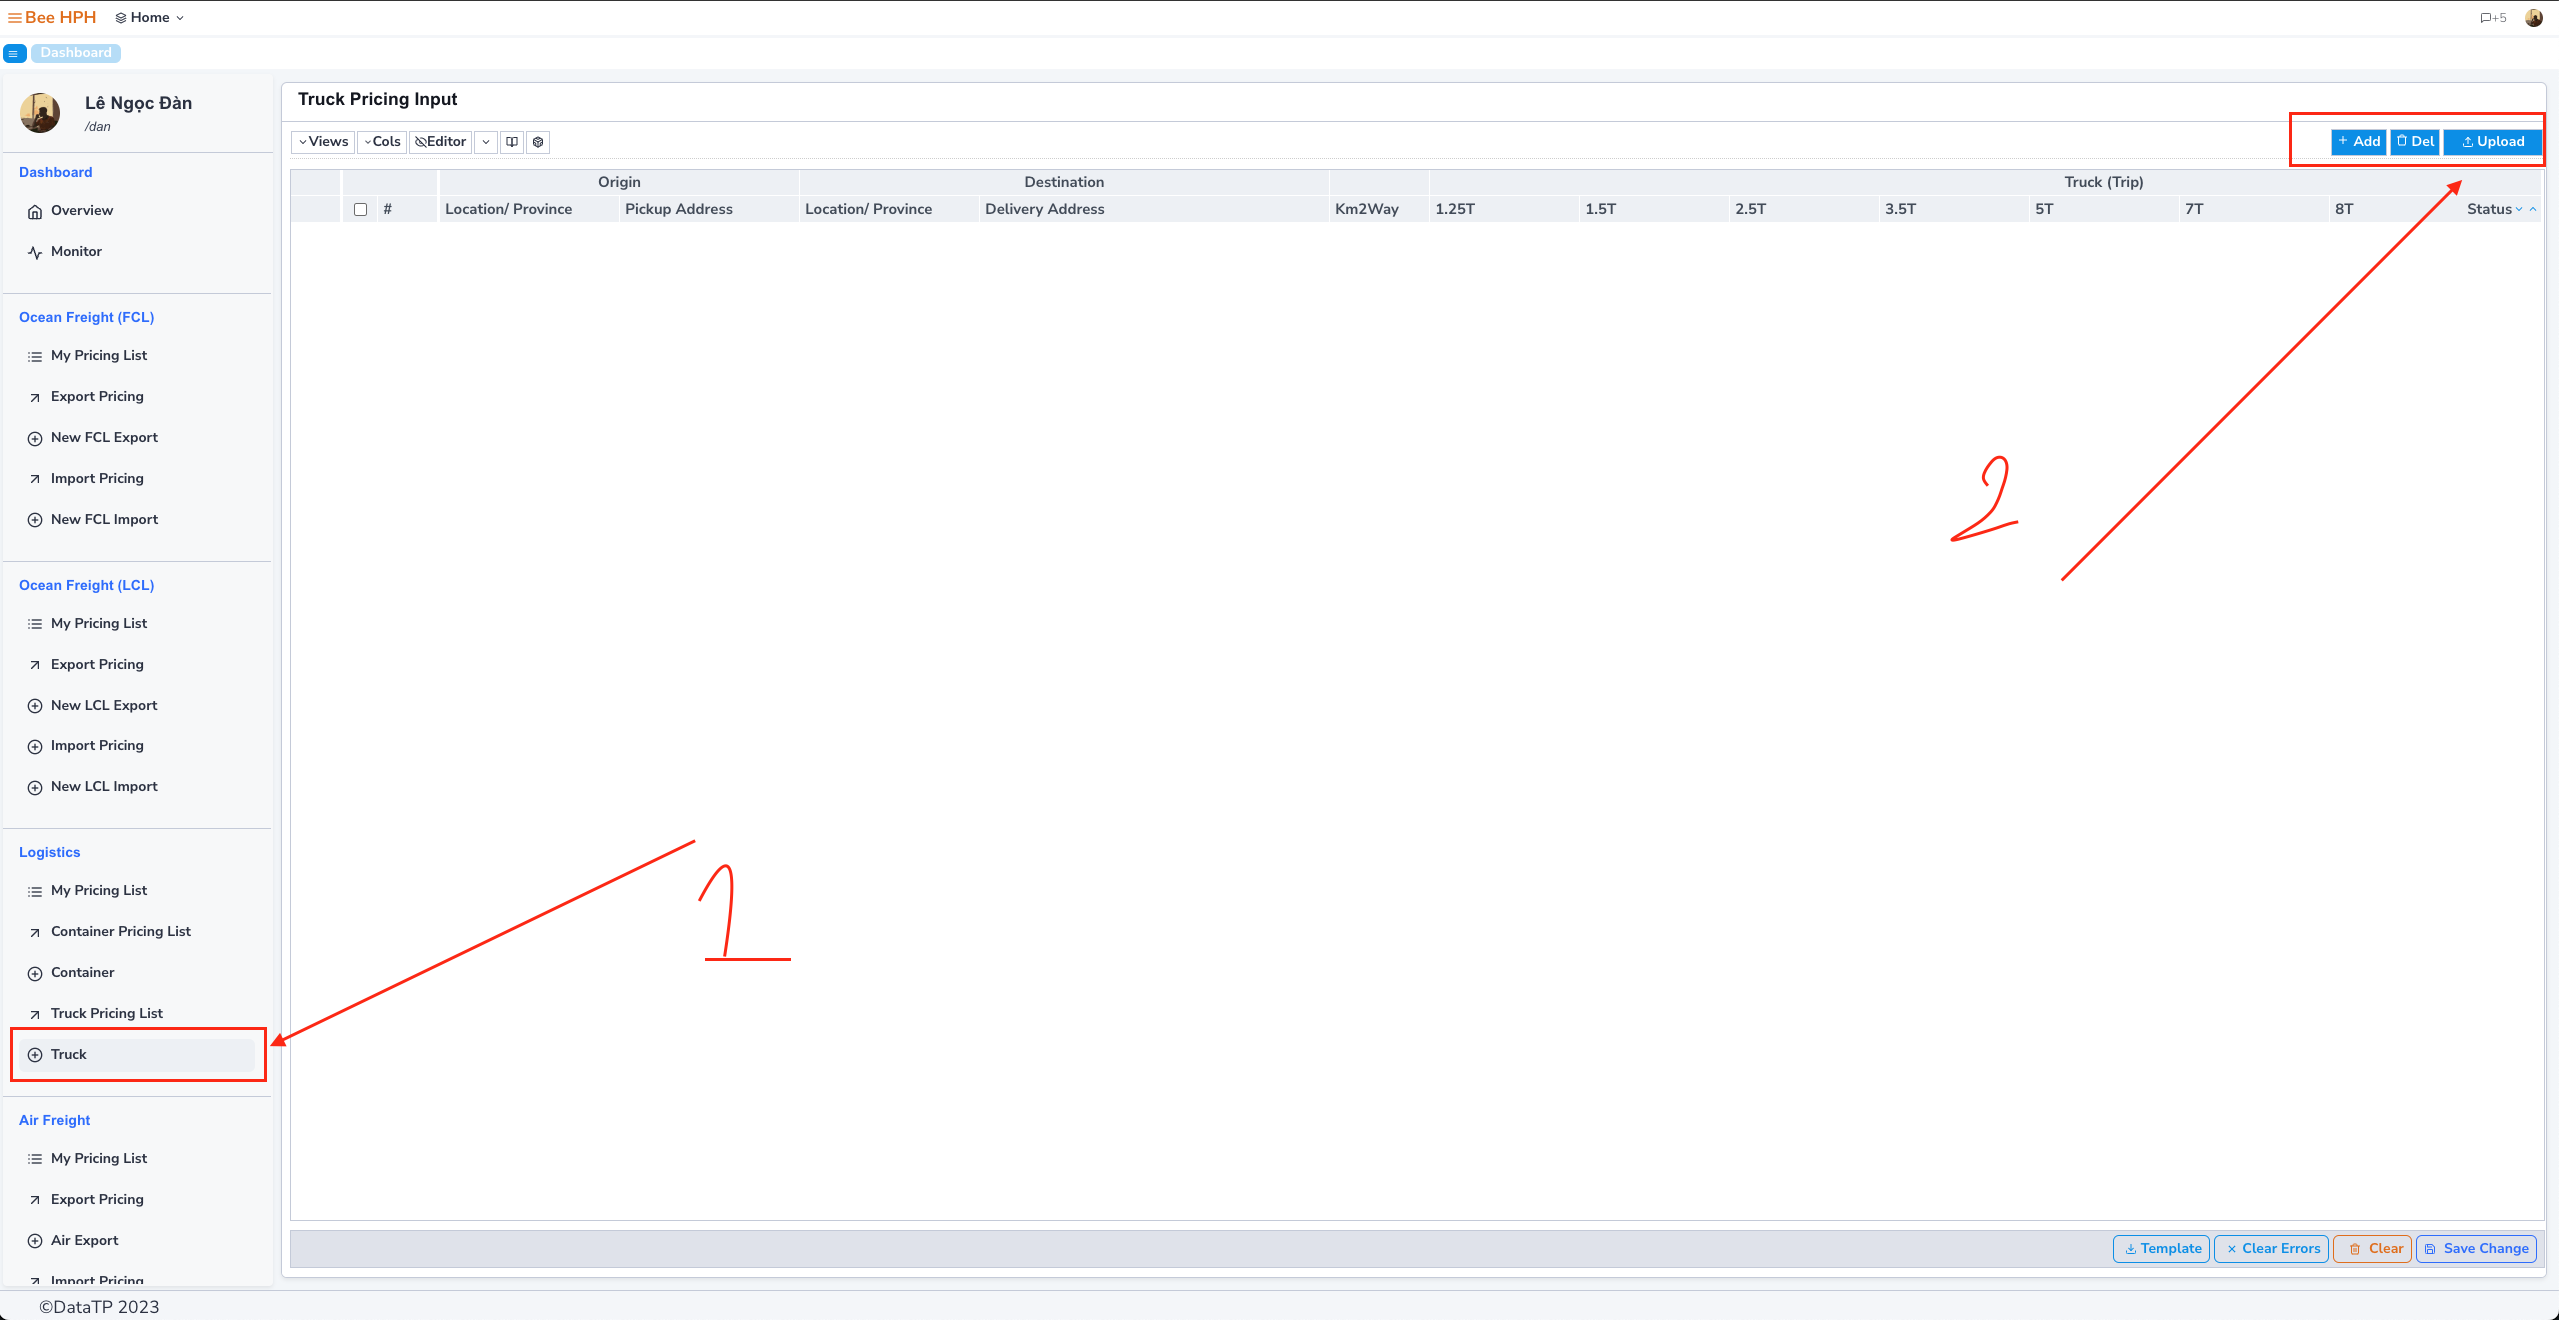 Bee HPH Home +5
Dashboard
Lê Ngọc Đàn
/dan
Dashboard
Overview
Monitor
Ocean Freight (FCL)
My Pricing List
Export Pricing
New FCL Export
Import Pricing
New FCL Import
Ocean Freight (LCL)
My Pricing List
Export Pricing
New LCL Export
Import Pricing
New LCL Import
Logistics
My Pricing List
Container Pricing List
Container
Truck Pricing List
Truck
Air Freight
My Pricing List
Export Pricing
Air Export
Import Pricing
Truck Pricing Input
Views Cols Editor + Add Del Upload
Origin Destination Truck (Trip)
# Location/ Province Pickup Address Location/ Province Delivery Address Km2Way 1.25T 1.5T 2.5T 3.5T 5T 7T 8T Status
2
1
Template Clear Errors Clear Save Change
©DataTP 2023